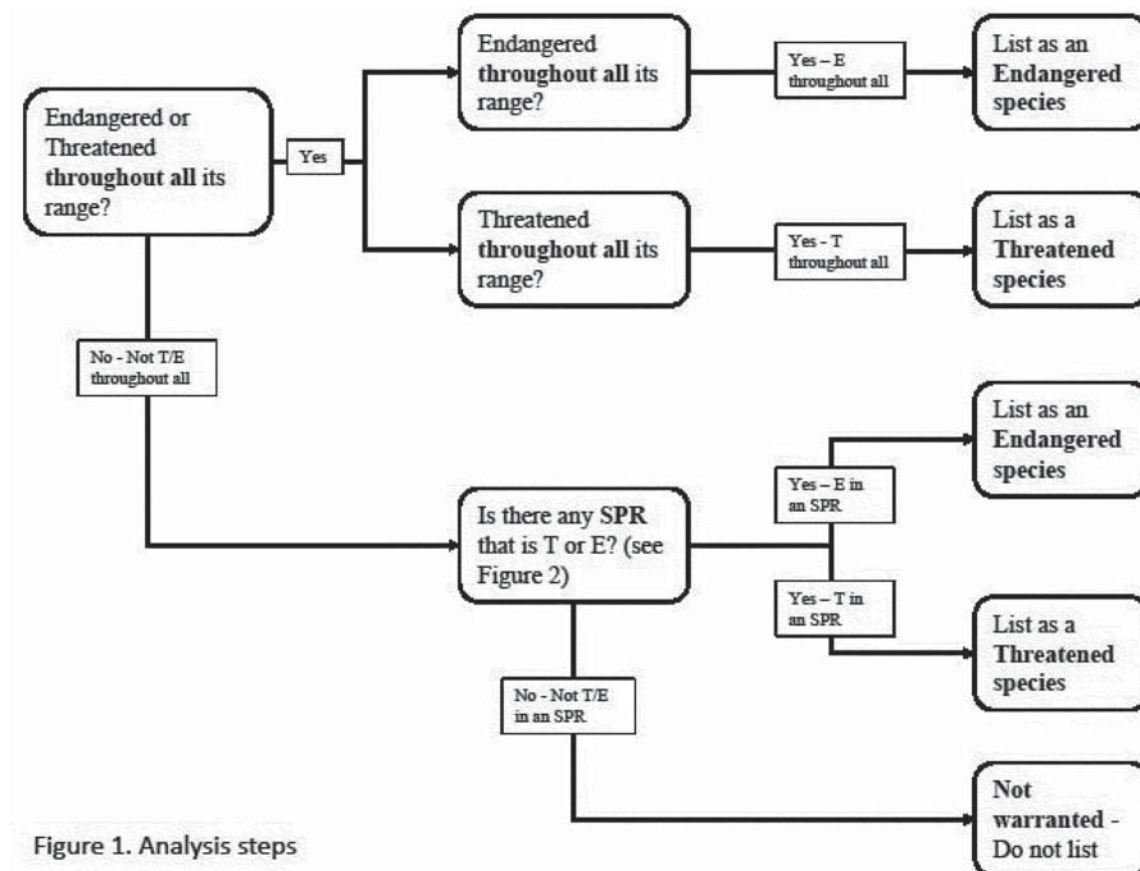 Endangered or
Threatened
throughout all its
range?
Yes
Endangered
throughout all its
range?
Yes – E
throughout all
List as an
Endangered
species
Threatened
throughout all its
range?
Yes - T
throughout all
List as a
Threatened
species
No - Not T/E
throughout all
Is there any SPR
that is T or E? (see
Figure 2)
Yes – E in
an SPR
List as an
Endangered
species
Yes – T in
an SPR
List as a
Threatened
species
No - Not T/E
in an SPR
Not
warranted -
Do not list
Figure 1. Analysis steps